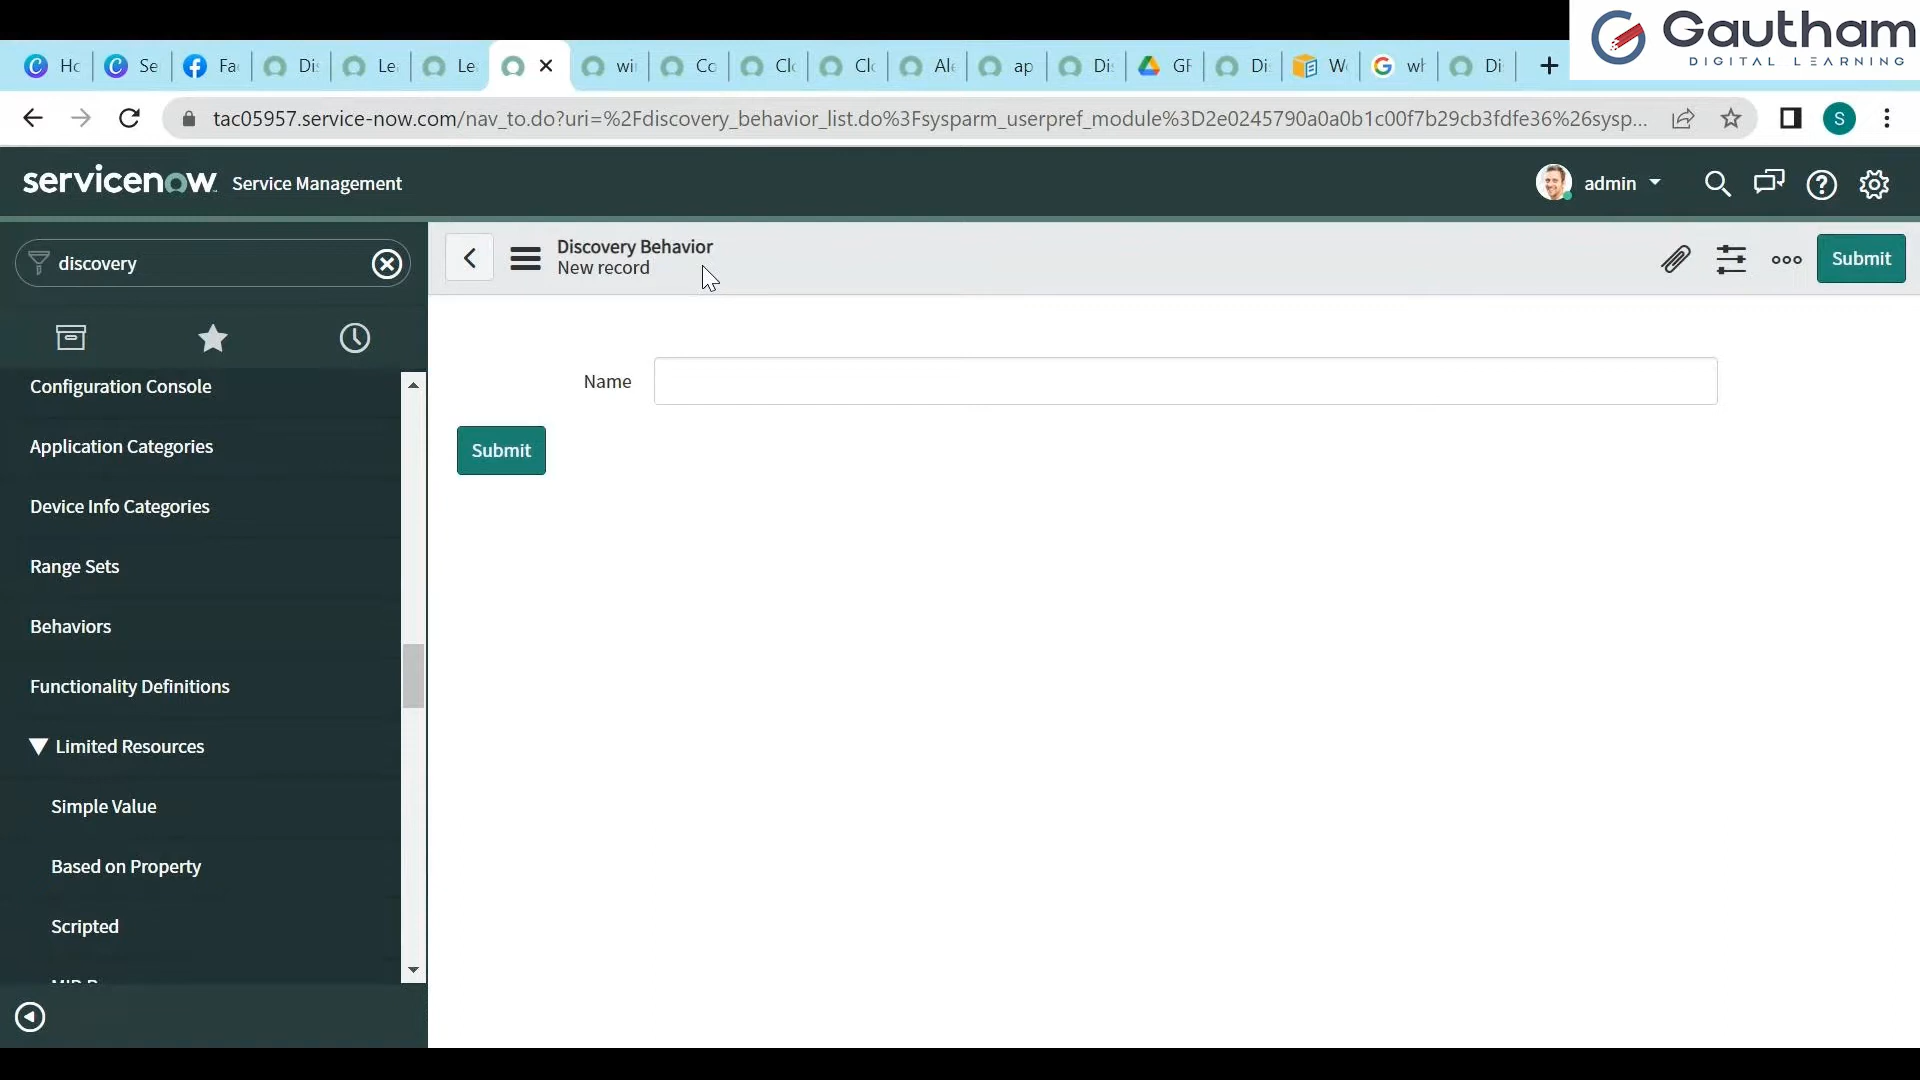 Gautham
DIGITAL LEARNING
Hc
Se
Fa
Di
Le
Le
wi
Co
Cl
Cl
Al
ap
Di
GF
Di
W
wh
Di
tac05957.service-now.com/nav_to.do?uri=%2Fdiscovery_behavior_list.do%3Fsysparm_userpref_module%3D2e0245790a0a0b1c00f7b29cb3fdfe36%26sysp...
S
servicenow Service Management
admin
discovery
Discovery Behavior
New record
Submit
Configuration Console
Application Categories
Device Info Categories
Range Sets
Behaviors
Functionality Definitions
Limited Resources
Simple Value
Based on Property
Scripted
Name
Submit